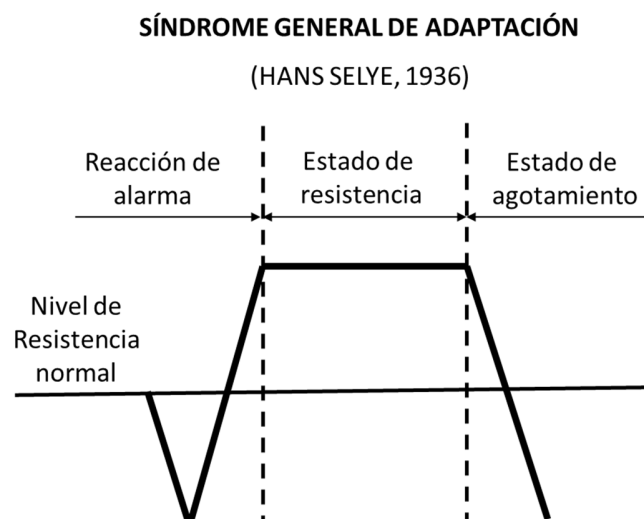 SÍNDROME GENERAL DE ADAPTACIÓN
(HANS SELYE, 1936)
Reacción de
alarma
Estado de
resistencia
Estado de
agotamiento
Nivel de
Resistencia
normal